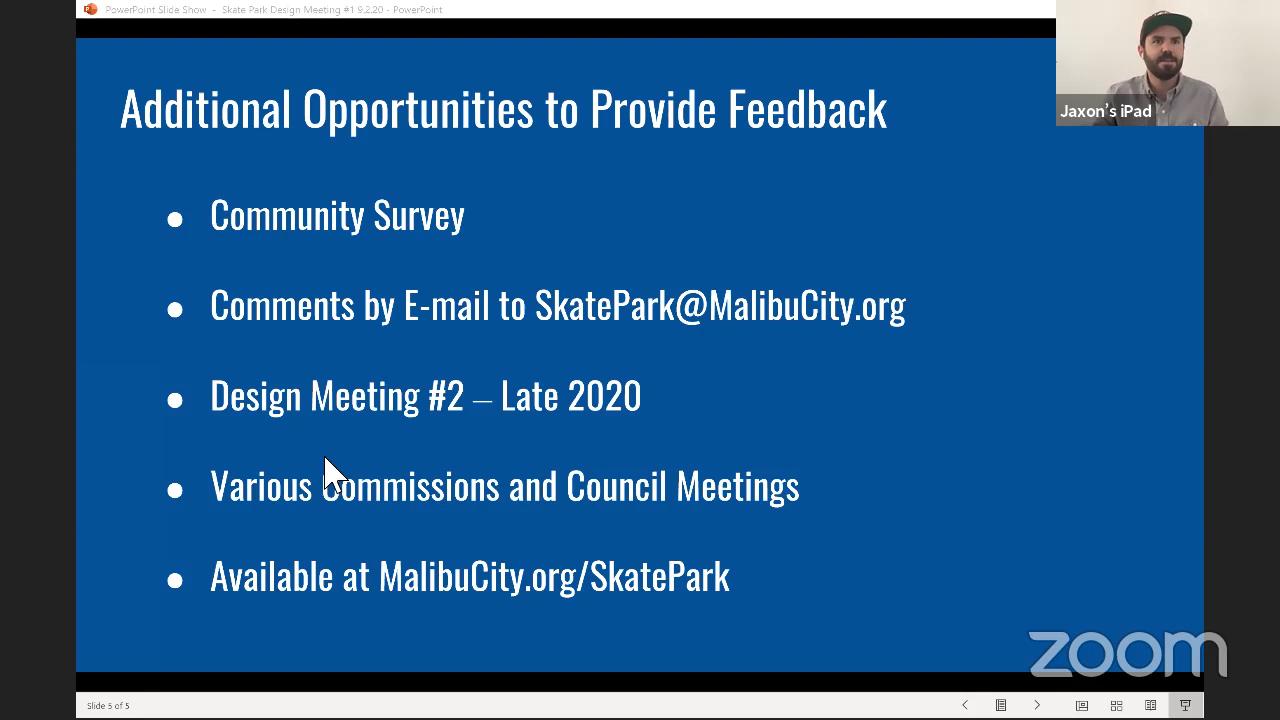 PowerPoint Slide Show - Skate Park Design Meeting #1 9.2.20 - PowerPoint
Jaxon's iPad
Additional Opportunities to Provide Feedback
● Community Survey
● Comments by E-mail to SkatePark@MalibuCity.org
● Design Meeting #2 – Late 2020
● Various Commissions and Council Meetings
● Available at MalibuCity.org/SkatePark
zoom
Slide 5 of 5